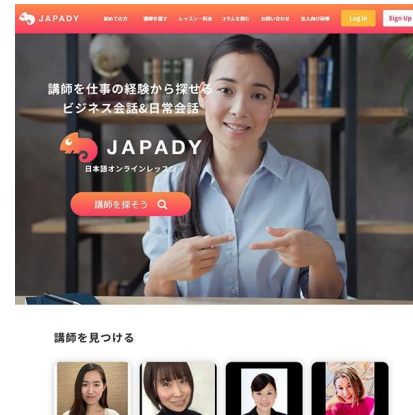 JAPADY
初めての方 講師を探す レッスン・料金 コラムを読む お問い合わせ 法人向け研修 Log In Sign Up
講師を仕事の経験から探せる
ビジネス会話&日常会話
JAPADY
日本語オンラインレッスン
講師を探そう
講師を見つける